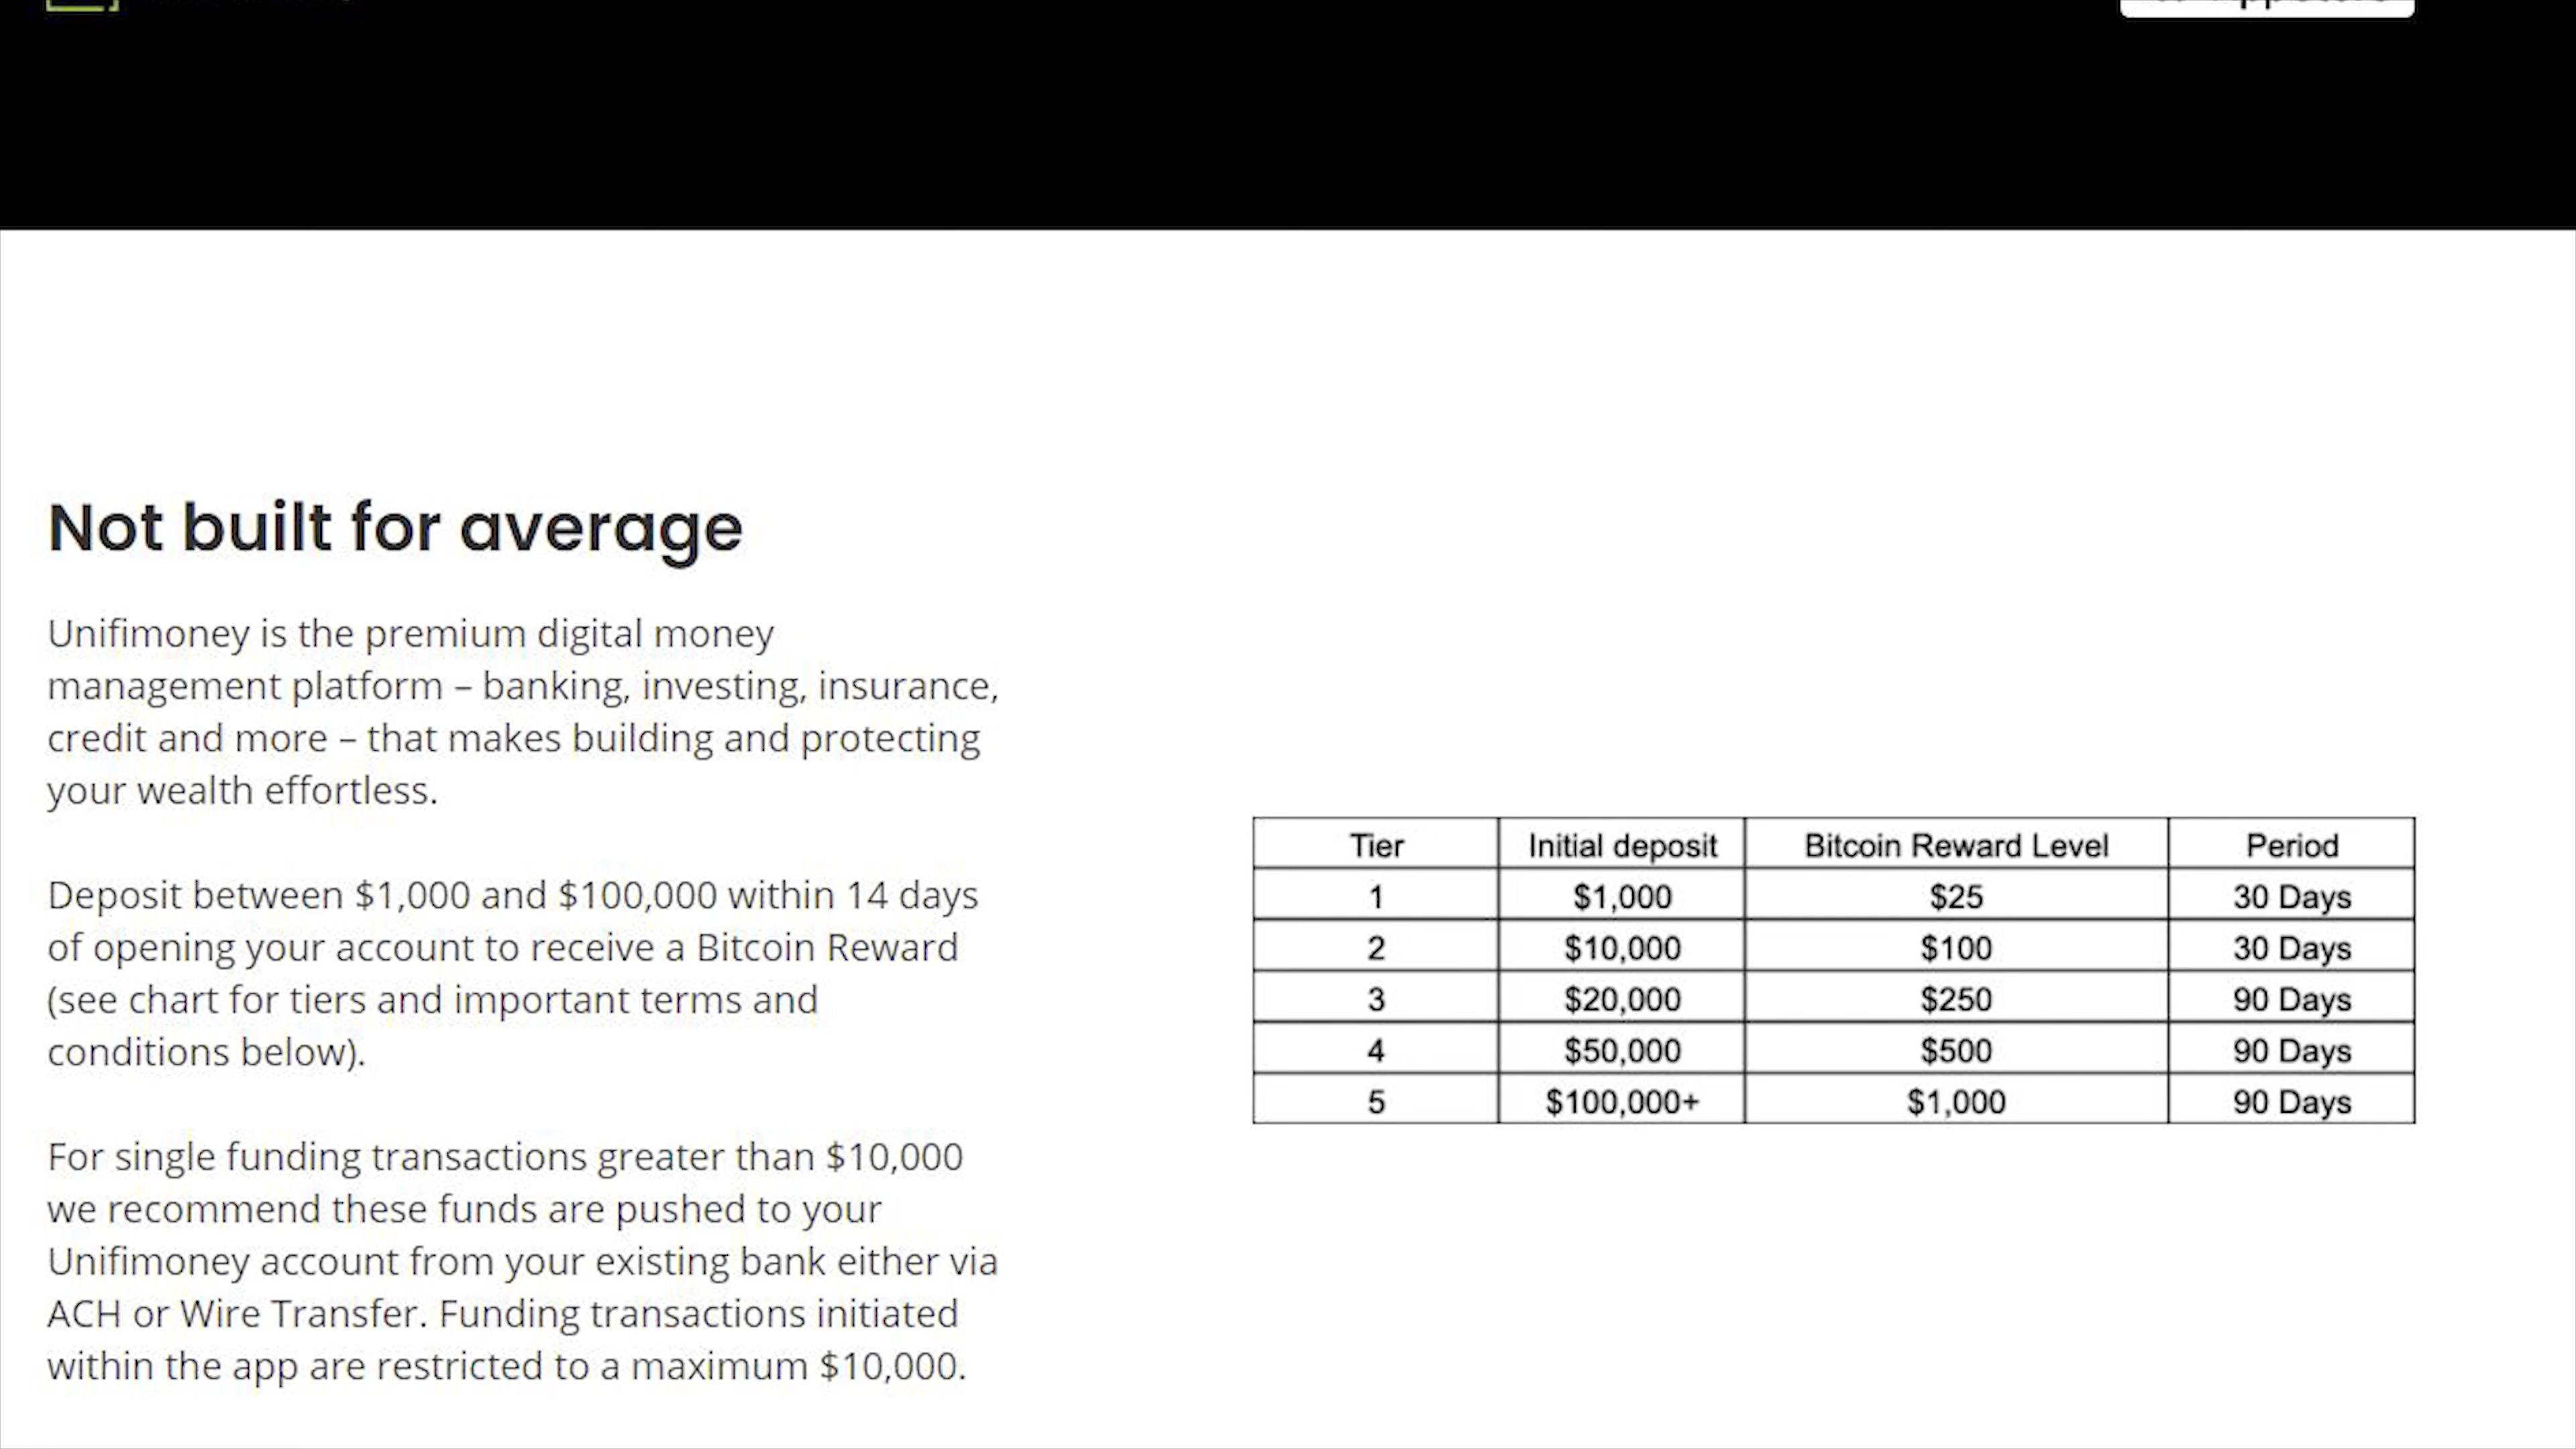 Not built for average
Unifimoney is the premium digital money
management platform – banking, investing, insurance,
credit and more – that makes building and protecting
your wealth effortless.
Deposit between $1,000 and $100,000 within 14 days
of opening your account to receive a Bitcoin Reward
(see chart for tiers and important terms and
conditions below).
For single funding transactions greater than $10,000
we recommend these funds are pushed to your
Unifimoney account from your existing bank either via
ACH or Wire Transfer. Funding transactions initiated
within the app are restricted to a maximum $10,000.
Tier Initial deposit Bitcoin Reward Level Period
1 $1,000 $25 30 Days
2 $10,000 $100 30 Days
3 $20,000 $250 90 Days
4 $50,000 $500 90 Days
5 $100,000+ $1,000 90 Days